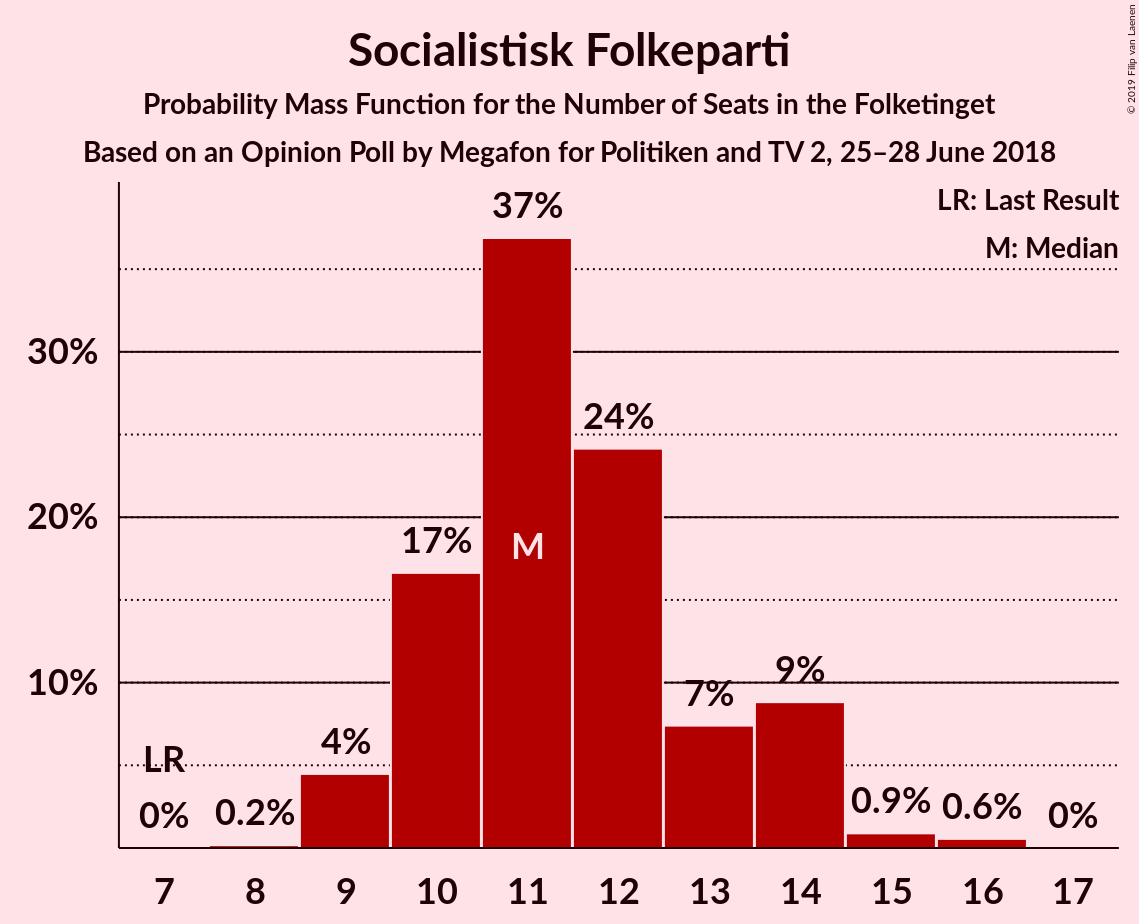 Socialistisk Folkeparti
Probability Mass Function for the Number of Seats in the Folketinget
Based on an Opinion Poll by Megafon for Politiken and TV 2, 25–28 June 2018
© 2019 Filip van Laenen
LR: Last Result
M: Median
37%
30%
24%
20%
17%
M
10%
9%
7%
4%
LR
0%
0.2%
0.9%
0.6%
0%
7 8 9 10 11 12 13 14 15 16 17